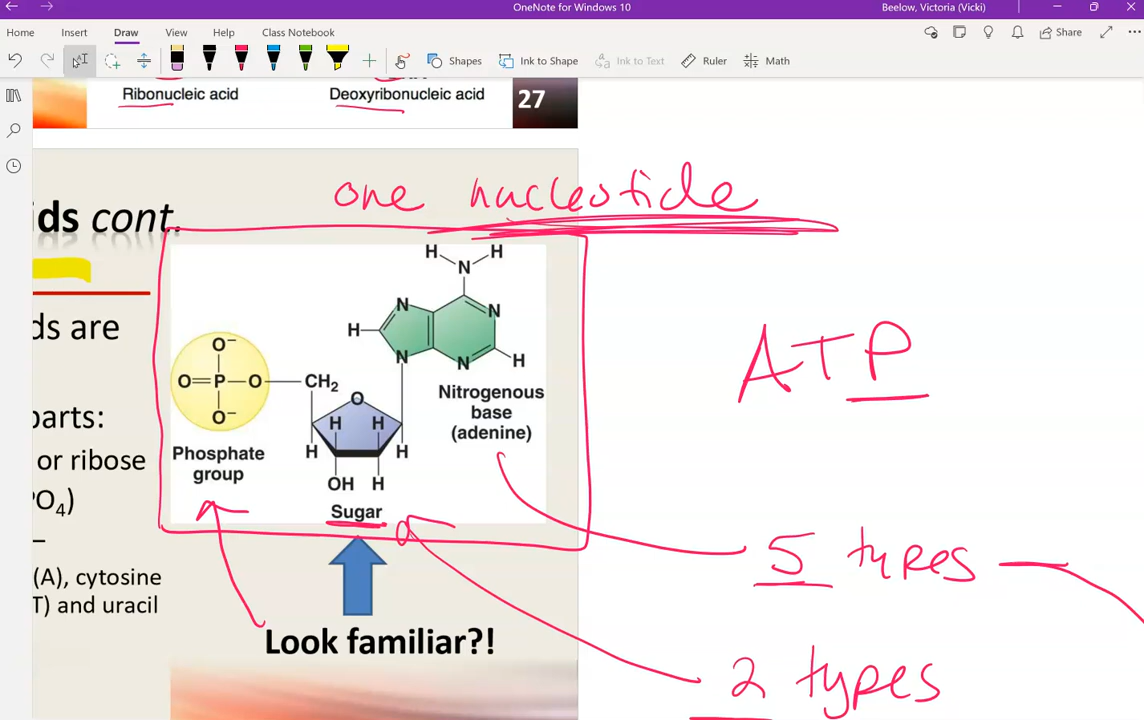 OneNote for Windows 10
Beelow, Victoria (Vicki)
Home Insert Draw View Help Class Notebook
Share
Shapes Ink to Shape Ink to Text Ruler Math
Ribonucleic acid Deoxyribonucleic acid 27
one nucleotide
ds cont.
ds are
parts:
or ribose
PO4)
–
(A), cytosine
T) and uracil
H H
N
N N
H
N N H
O-
O=P-O CH2
O-
O
H H
H H
OH H
Phosphate
group
Sugar
Nitrogenous
base
(adenine)
Look familiar?!
ATP
5 types
2 types